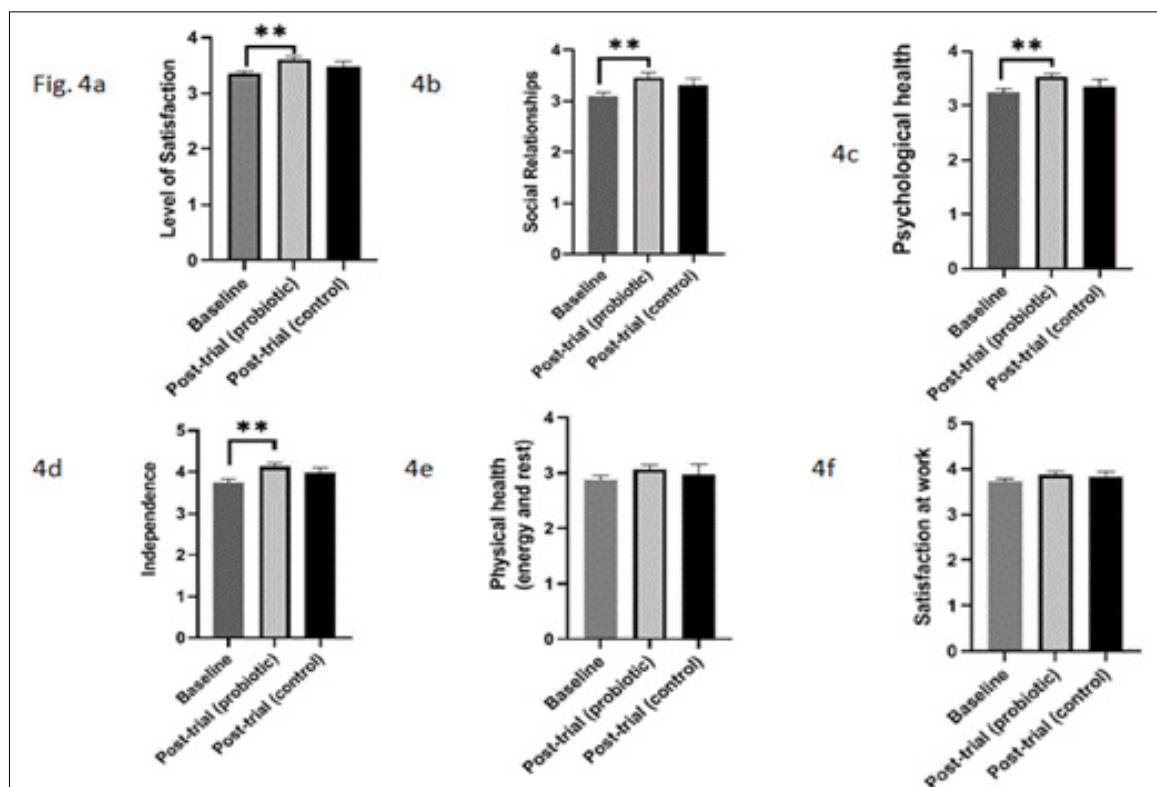 Fig. 4a
Level of Satisfaction
4
3
2
1
0
**
Baseline
Post-trial (probiotic)
Post-trial (control)
4b
Social Relationships
4
3
2
1
0
**
Baseline
Post-trial (probiotic)
Post-trial (control)
4c
Psychological health
4
3
2
1
0
**
Baseline
Post-trial (probiotic)
Post-trial (control)
4d
Independence
5
4
3
2
1
0
**
Baseline
Post-trial (probiotic)
Post-trial (control)
4e
Physical health
(energy and rest)
4
3
2
1
0
Baseline
Post-trial (probiotic)
Post-trial (control)
4f
Satisfaction at work
5
4
3
2
1
0
Baseline
Post-trial (probiotic)
Post-trial (control)